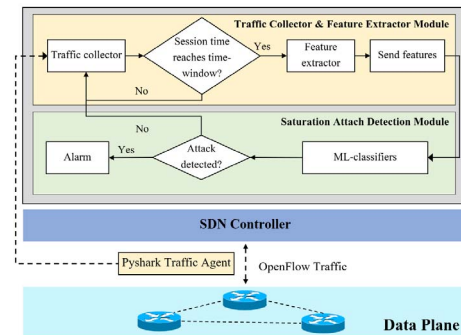 Traffic Collector & Feature Extractor Module
Traffic collector
Session time
reaches time-
window?
Yes
Feature
extractor
Send features
No
Saturation Attach Detection Module
No
Alarm
Yes
Attack
detected?
ML-classifiers
SDN Controller
Pyshark Traffic Agent
OpenFlow Traffic
Data Plane